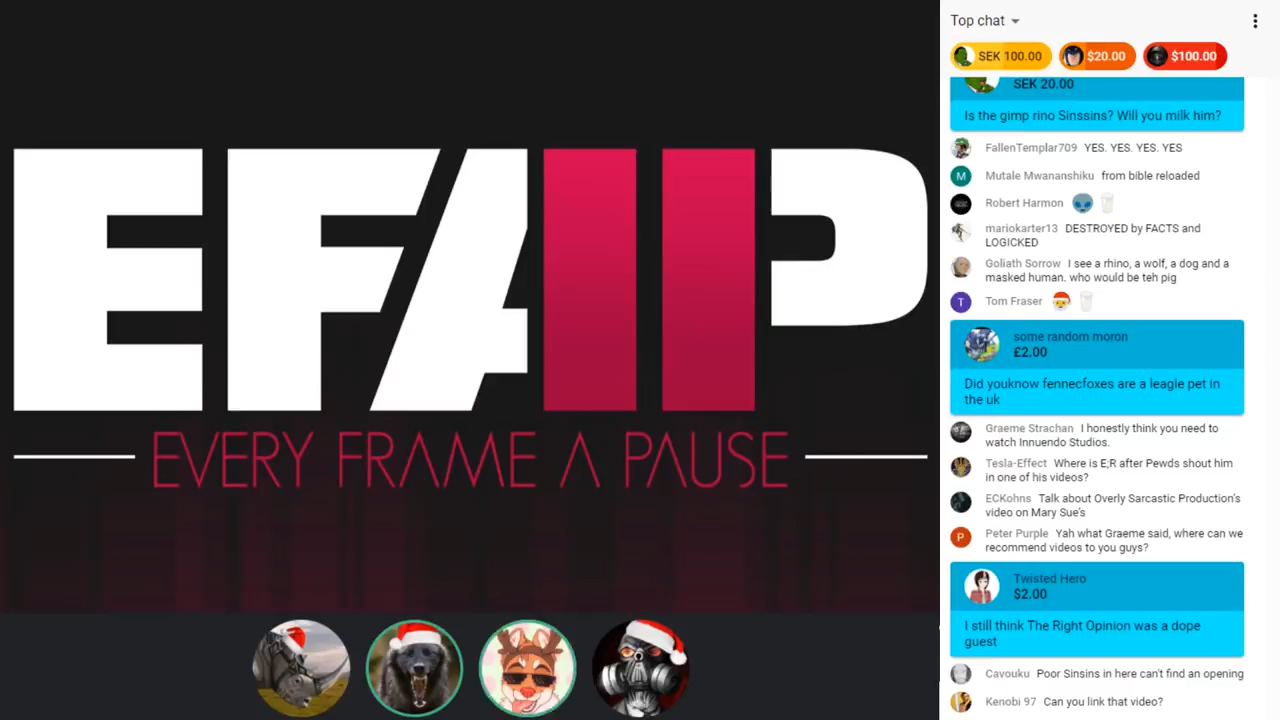 EFAP
EVERY FRAME A PAUSE
Top chat
SEK 100.00
$20.00
$100.00
SEK 20.00
Is the gimp rino Sinssins? Will you milk him?
FallenTemplar709 YES. YES. YES. YES
M
Mutale Mwananshiku from bible reloaded
Robert Harmon
mariokarter13 DESTROYED by FACTS and
LOGICKED
Goliath Sorrow I see a rhino, a wolf, a dog and a
masked human. who would be teh pig
T
Tom Fraser
some random moron
£2.00
Did youknow fennecfoxes are a leagle pet in
the uk
Graeme Strachan I honestly think you need to
watch Innuendo Studios.
Tesla-Effect Where is E;R after Pewds shout him
in one of his videos?
ECKohns Talk about Overly Sarcastic Production's
video on Mary Sue's
P
Peter Purple Yah what Graeme said, where can we
recommend videos to you guys?
Twisted Hero
$2.00
I still think The Right Opinion was a dope
guest
Cavouku Poor Sinsins in here can't find an opening
Kenobi 97 Can you link that video?